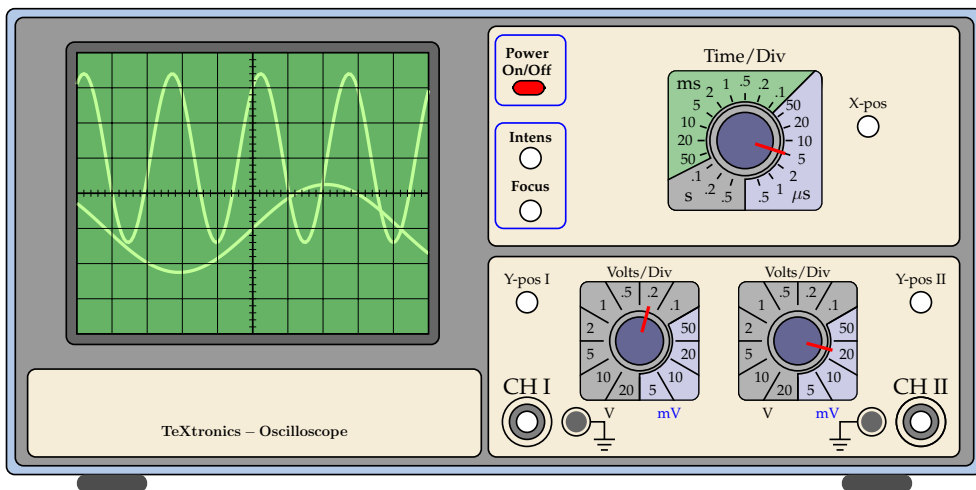 Power
On/Off
Intens
Focus
Time/Div
ms
5
2
1
.5
.2
.1
50
20
10
5
2
1
.5
μs
10
20
50
.1
.2
.5
s
X-pos
Y-pos I
Volts/Div
.5
.2
.1
50
20
10
5
mV
1
2
5
10
20
V
CH I
Volts/Div
.5
.2
.1
50
20
10
5
mV
1
2
5
10
20
V
Y-pos II
CH II
TeXtronics – Oscilloscope